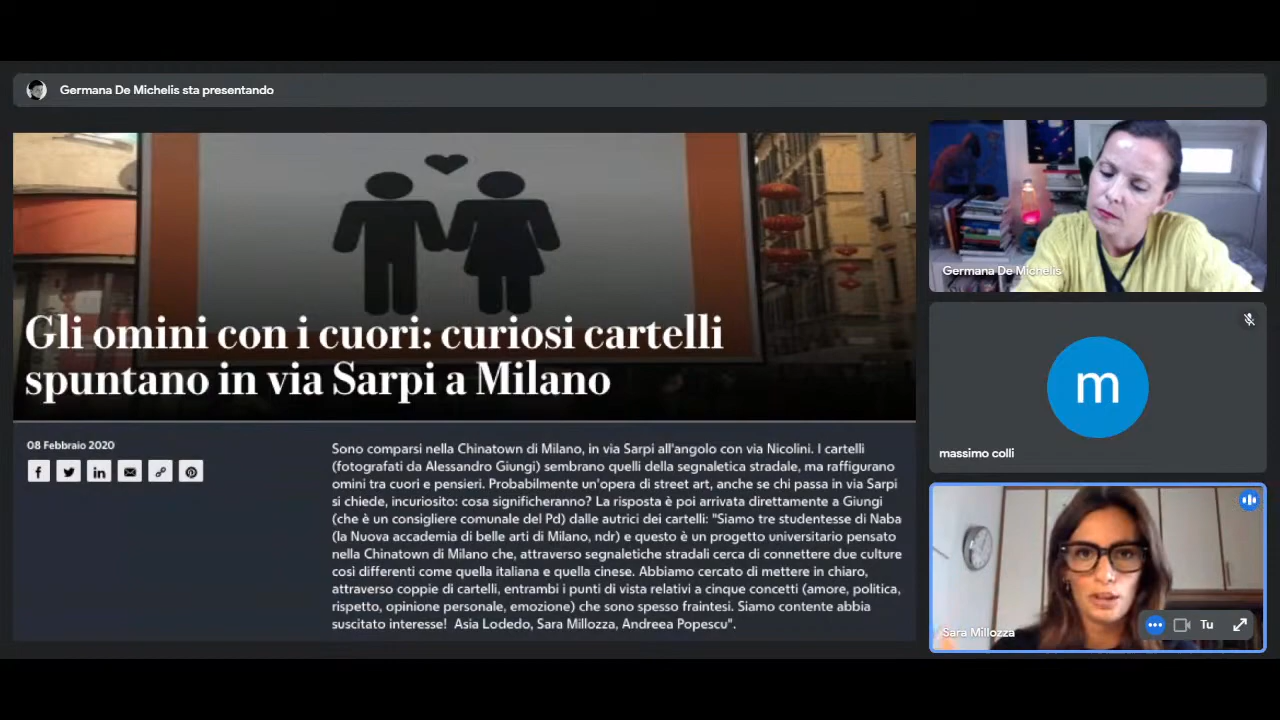 Germana De Michelis sta presentando
Gli omini con i cuori: curiosi cartelli
spuntano in via Sarpi a Milano
08 Febbraio 2020
Sono comparsi nella Chinatown di Milano, in via Sarpi all'angolo con via Nicolini. I cartelli
(fotografati da Alessandro Giungi) sembrano quelli della segnaletica stradale, ma raffigurano
omini tra cuori e pensieri. Probabilmente un'opera di street art, anche se chi passa in via Sarpi
si chiede, incuriosito: cosa significheranno? La risposta è poi arrivata direttamente a Giungi
(che è un consigliere comunale del Pd) dalle autrici dei cartelli: "Siamo tre studentesse di Naba
(la Nuova accademia di belle arti di Milano, ndr) e questo è un progetto universitario pensato
nella Chinatown di Milano che, attraverso segnaletiche stradali cerca di connettere due culture
così differenti come quella italiana e quella cinese. Abbiamo cercato di mettere in chiaro,
attraverso coppie di cartelli, entrambi i punti di vista relativi a cinque concetti (amore, politica,
rispetto, opinione personale, emozione) che sono spesso fraintesi. Siamo contente abbia
suscitato interesse! Asia Lodedo, Sara Millozza, Andreea Popescu".
Germana De Michelis
m
massimo colli
Sara Millozza
Tu